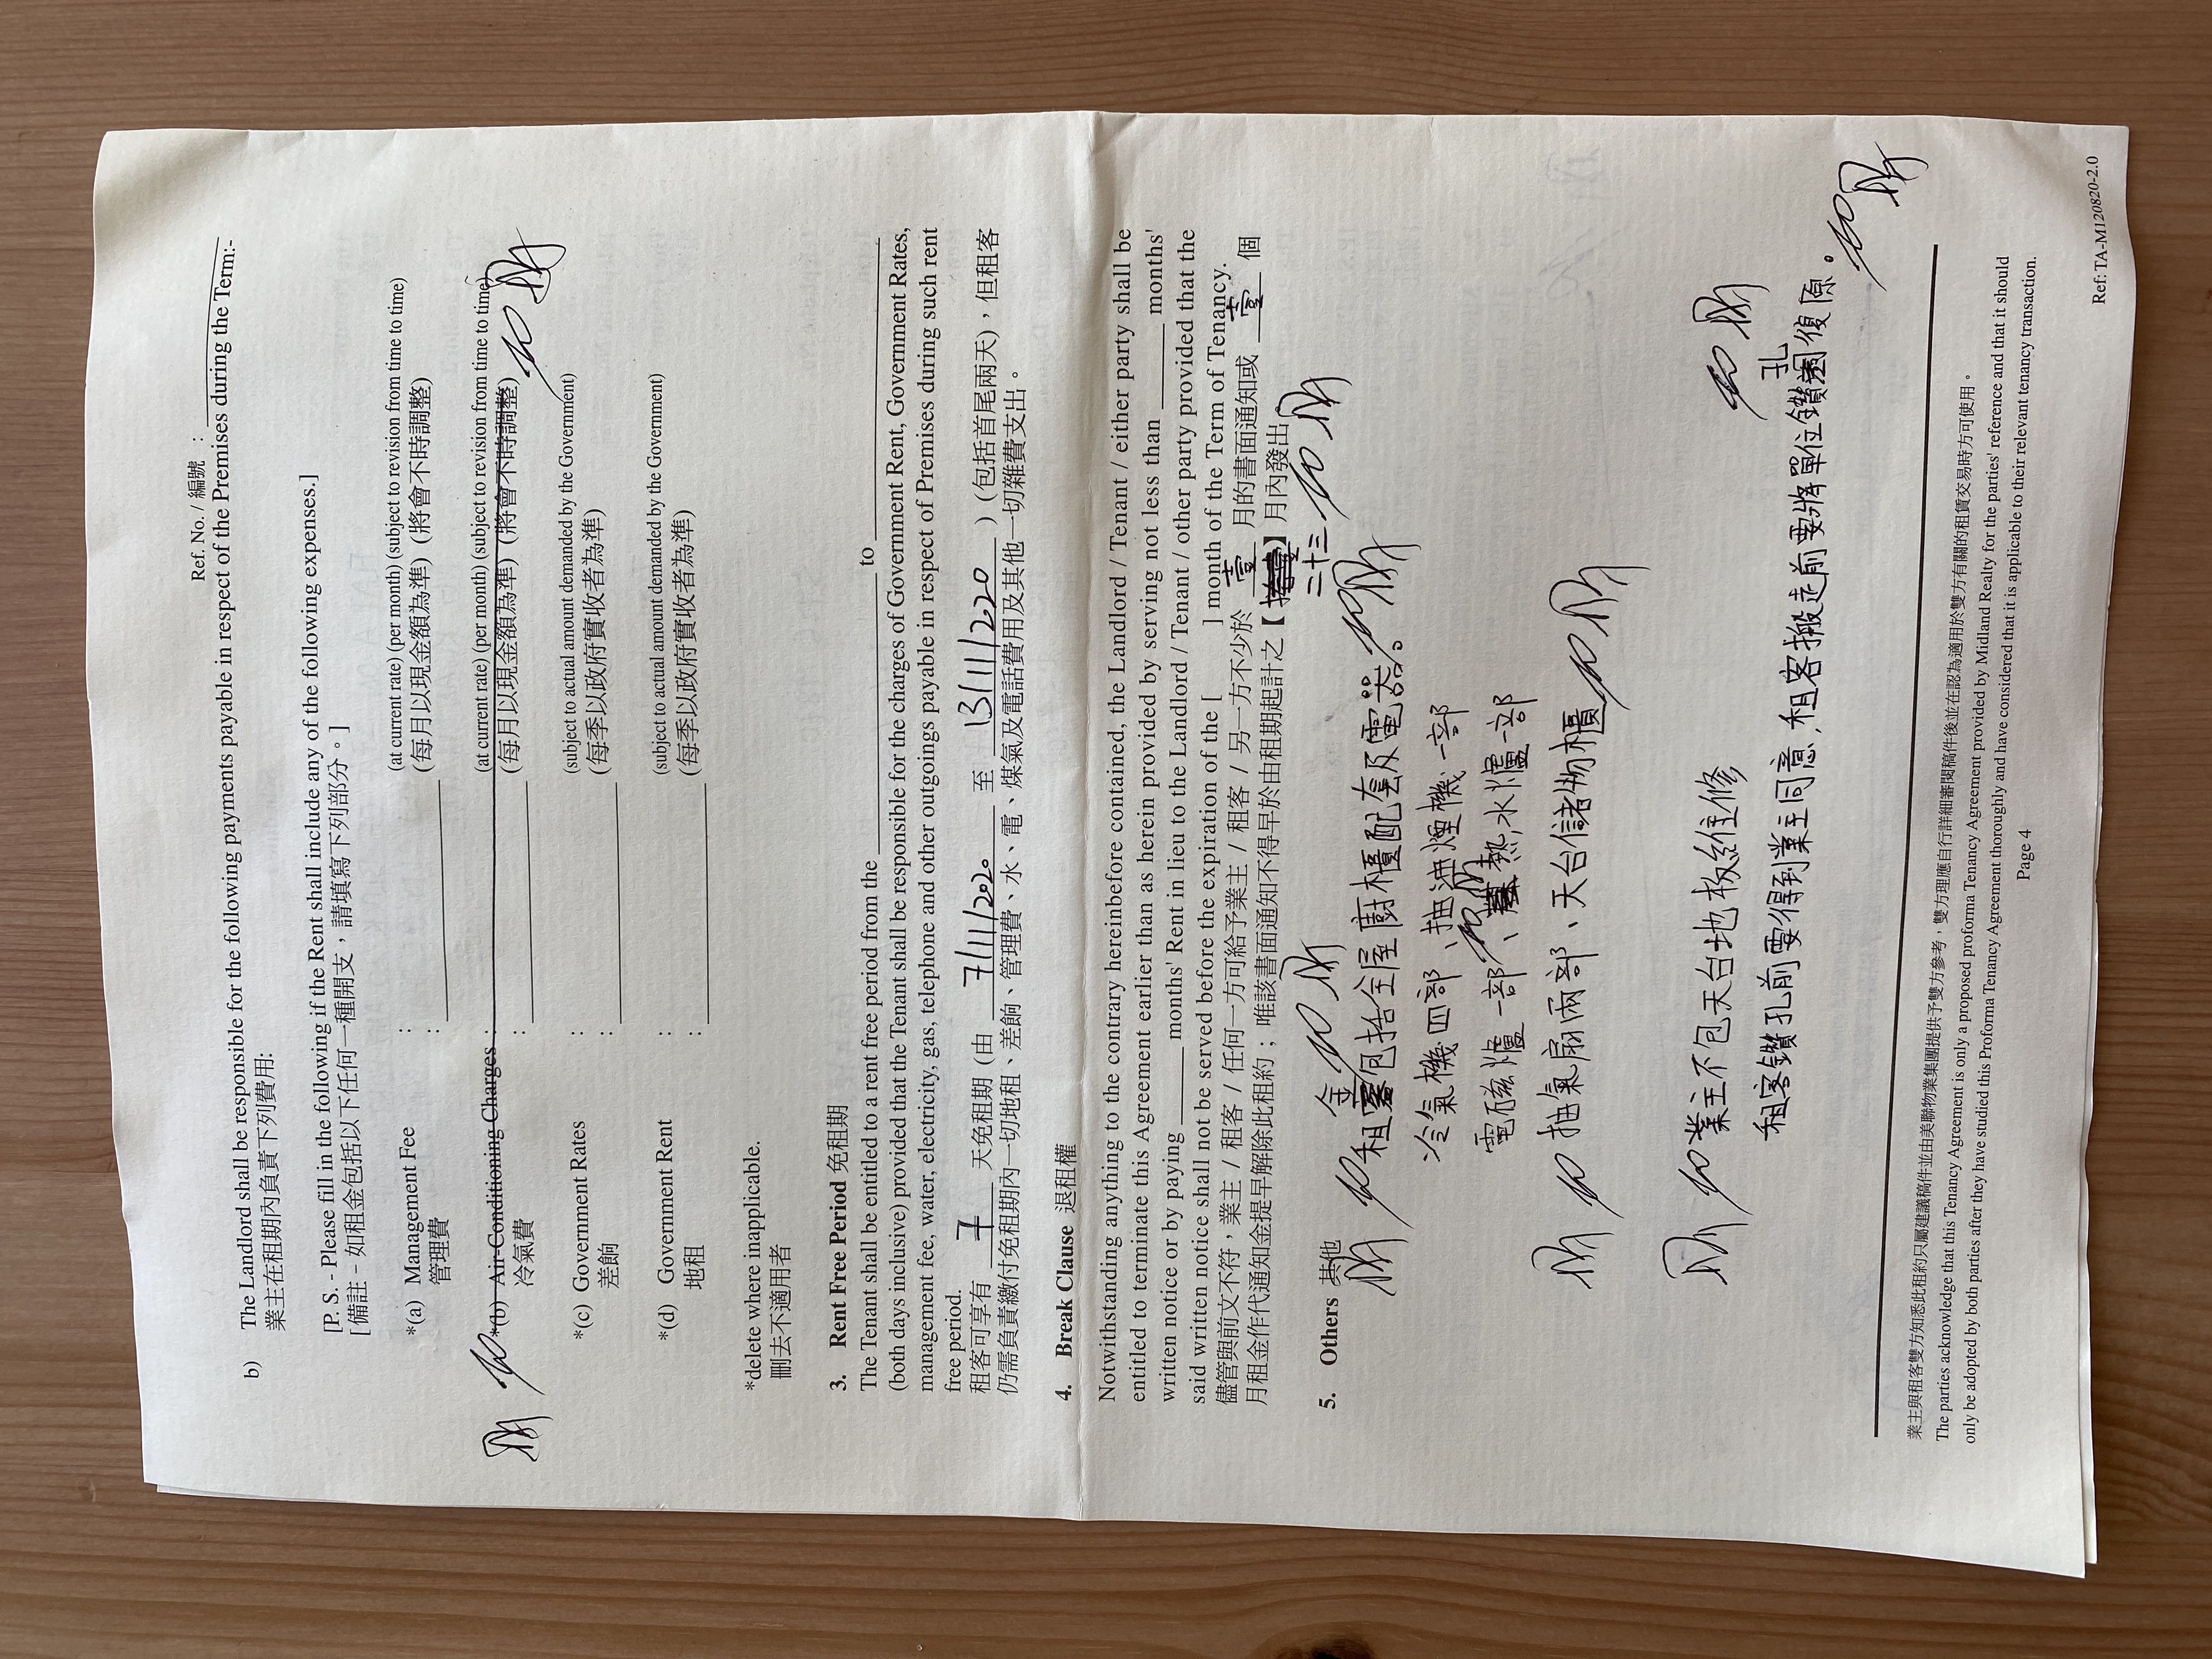 Ref. No. / 編號 :
b) The Landlord shall be responsible for the following payments payable in respect of the Premises during the Term:-
業主在租期內負責下列費用:
[P. S. - Please fill in the following if the Rent shall include any of the following expenses.]
[ 備註 – 如租金包括以下任何一種開支，請填寫下列部分。]
*(a) Management Fee : (at current rate) (per month) (subject to revision from time to time)
管理費 : (每月以現金額為準) (將會不時調整)
*(b) Air-Conditioning Charges : (at current rate) (per month) (subject to revision from time to time)
冷氣費 : (每月以現金額為準) (將會不時調整)
*(c) Government Rates : (subject to actual amount demanded by the Government)
差餉 : (每季以政府實收者為準)
*(d) Government Rent : (subject to actual amount demanded by the Government)
地租 : (每季以政府實收者為準)
*delete where inapplicable.
刪去不適用者
3. Rent Free Period 免租期
The Tenant shall be entitled to a rent free period from the ____ to ____
(both days inclusive) provided that the Tenant shall be responsible for the charges of Government Rent, Government Rates,
management fee, water, electricity, gas, telephone and other outgoings payable in respect of Premises during such rent
free period.
租客可享有 7 天免租期 (由 7/11/2020 至 13/11/2020 ) (包括首尾兩天)，但租客
仍需負責繳付免租期內一切地租、差餉、管理費、水、電、煤氣及電話費用及其他一切雜費支出。
4. Break Clause 退租權
Notwithstanding anything to the contrary hereinbefore contained, the Landlord / Tenant / either party shall be
entitled to terminate this Agreement earlier than as herein provided by serving not less than ____ months'
written notice or by paying ____ months' Rent in lieu to the Landlord / Tenant / other party provided that the
said written notice shall not be served before the expiration of the [ ] month of the Term of Tenancy.
儘管與前文不符，業主 / 租客 / 任何一方可給予業主 / 租客 / 另一方不少於 壹 月的書面通知或 壹 個
月租金作代通知金提早解除此租約；唯該書面通知不得早於由租期起計之【 】月內發出
二十三
5. Others 其他
金
租包括全屋廚櫃配套及電器。
冷氣機四部、抽油煙機一部
電磁爐一部、熱水爐一部
抽氣扇兩部、天台儲物櫃
業主不包天台地板維修
孔
租客鑽孔前要得到業主同意,租客搬走前要將單位鑽復原。
業主與租客雙方知悉此租約只屬建議稿件並由美聯物業集團提供予雙方參考，雙方理應自行詳細審閱稿件後並在認為適用於雙方有關的租賃交易時方可使用。
The parties acknowledge that this Tenancy Agreement is only a proposed proforma Tenancy Agreement provided by Midland Realty for the parties' reference and that it should
only be adopted by both parties after they have studied this Proforma Tenancy Agreement thoroughly and have considered that it is applicable to their relevant tenancy transaction.
Page 4
Ref: TA-M120820-2.0